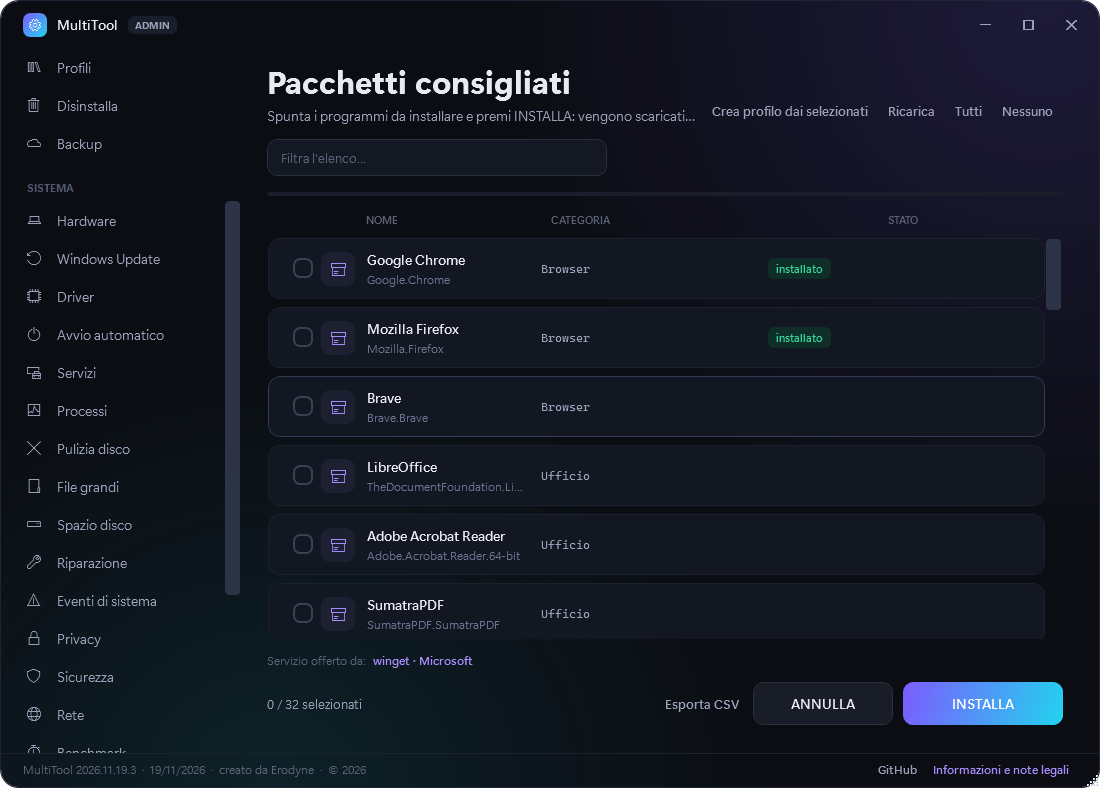 MultiTool ADMIN
Profili
Disinstalla
Backup
SISTEMA
Hardware
Windows Update
Driver
Avvio automatico
Servizi
Processi
Pulizia disco
File grandi
Spazio disco
Riparazione
Eventi di sistema
Privacy
Sicurezza
Rete
Benchmark
Pacchetti consigliati
Spunta i programmi da installare e premi INSTALLA: vengono scaricati...
Crea profilo dai selezionati Ricarica Tutti Nessuno
Filtra l'elenco...
NOME CATEGORIA STATO
Google Chrome
Google.Chrome
Browser
installato
Mozilla Firefox
Mozilla.Firefox
Browser
installato
Brave
Brave.Brave
Browser
LibreOffice
TheDocumentFoundation.Li...
Ufficio
Adobe Acrobat Reader
Adobe.Acrobat.Reader.64-bit
Ufficio
SumatraPDF
SumatraPDF.SumatraPDF
Ufficio
Servizio offerto da: winget · Microsoft
0 / 32 selezionati
Esporta CSV ANNULLA INSTALLA
MultiTool 2026.11.19.3 · 19/11/2026 · creato da Erodyne · © 2026
GitHub Informazioni e note legali